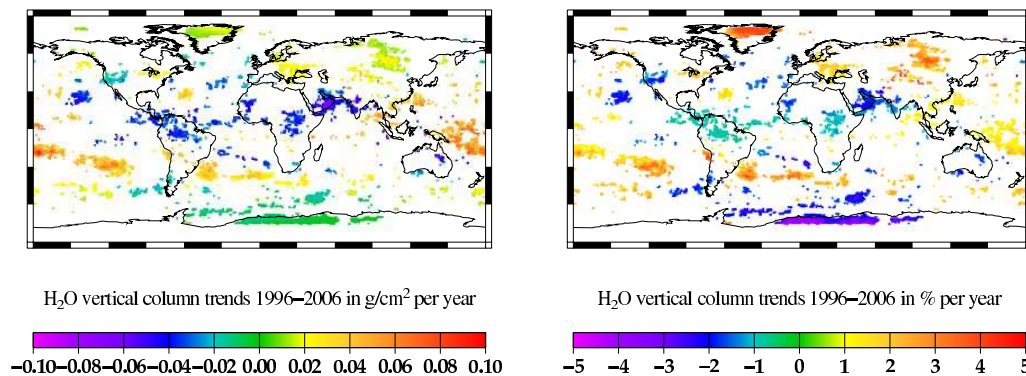 H₂O vertical column trends 1996−2006 in g/cm² per year
−0.10 −0.08 −0.06 −0.04 −0.02 0.00 0.02 0.04 0.06 0.08 0.10
H₂O vertical column trends 1996−2006 in % per year
−5 −4 −3 −2 −1 0 1 2 3 4 5